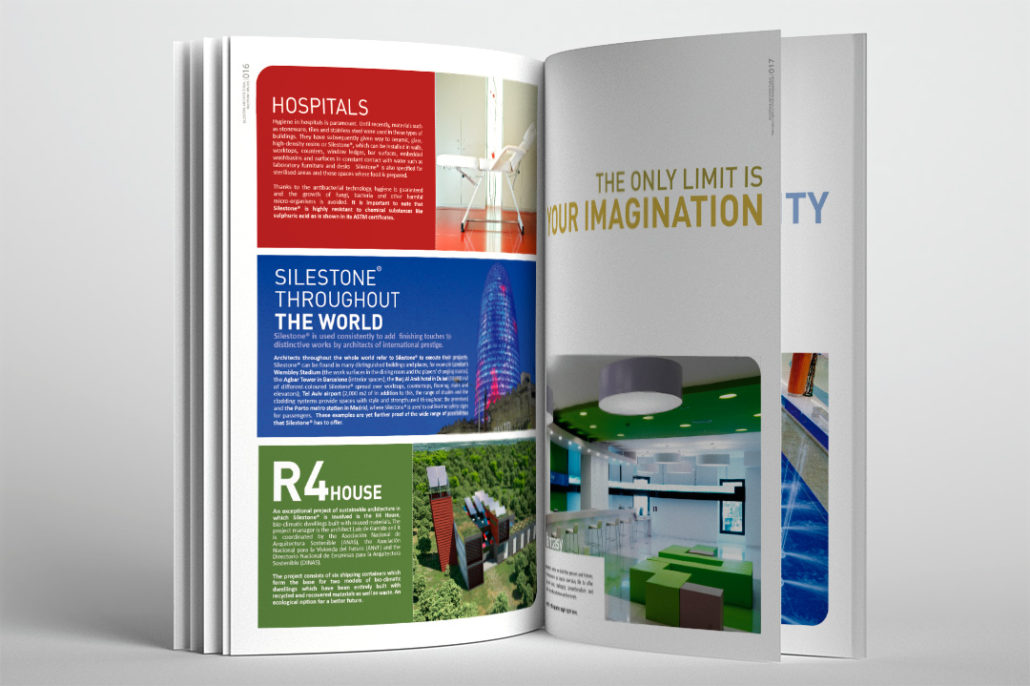 016
HOSPITALS
Hygiene in hospitals is paramount. Until recently, materials such
as stoneware, tiles and stainless steel were used in these types of
buildings. They have subsequently given way to ceramic, glass,
high-density resins or Silestone®, which can be installed in walls,
worktops, counters, window ledges, bar surfaces, embedded
washbasins and surfaces in constant contact with water such as
laboratory furniture and desks. Silestone® is also specified for
sterilised areas and those spaces where food is prepared.
Thanks to the antibacterial technology, hygiene is guaranteed
and the growth of fungi, bacteria and other harmful
micro-organisms is avoided. It is important to note that
Silestone® is highly resistant to chemical substances like
sulphuric acid as is shown in its ASTM certificates.
SILESTONE®
THROUGHOUT
THE WORLD
Silestone® is used consistently to add finishing touches to
distinctive works by architects of international prestige.
Architects throughout the whole world refer to Silestone® to execute their projects.
Silestone® can be found in many distinguished buildings and places, for example London's
Wembley Stadium (the work surfaces in the dining room and the players' changing rooms),
the Agbar Tower in Barcelona (interior spaces), the Burj Al Arab hotel in Dubai
of different-coloured Silestone® spread over worktops, countertops, flooring, stairs and
elevators), Tel Aviv airport (2,000 m2 of in addition to this, the range of shades and the
cladding systems provide spaces with style and strength used throughout the premises)
and the Porto metro station in Madrid, where Silestone® is used to outline the safety signs
for passengers. These examples are yet further proof of the wide range of possibilities
that Silestone® has to offer.
R4HOUSE
An exceptional project of sustainable architecture in
which Silestone® is involved is the R4 House,
bio-climatic dwellings built with reused materials. The
project manager is the architect Luis de Garrido and it
is coordinated by the Asociación Nacional de
Arquitectura Sostenible (ANAS), the Asociación
Nacional para la Vivienda del Futuro (ANVF) and the
Directorio Nacional de Empresas para la Arquitectura
Sostenible (DINAS).
The project consists of six shipping containers which
form the base for two models of bio-climatic
dwellings which have been entirely built with
recycled and recovered materials as well as waste. An
ecological option for a better future.
017
THE ONLY LIMIT IS
YOUR IMAGINATION
TY